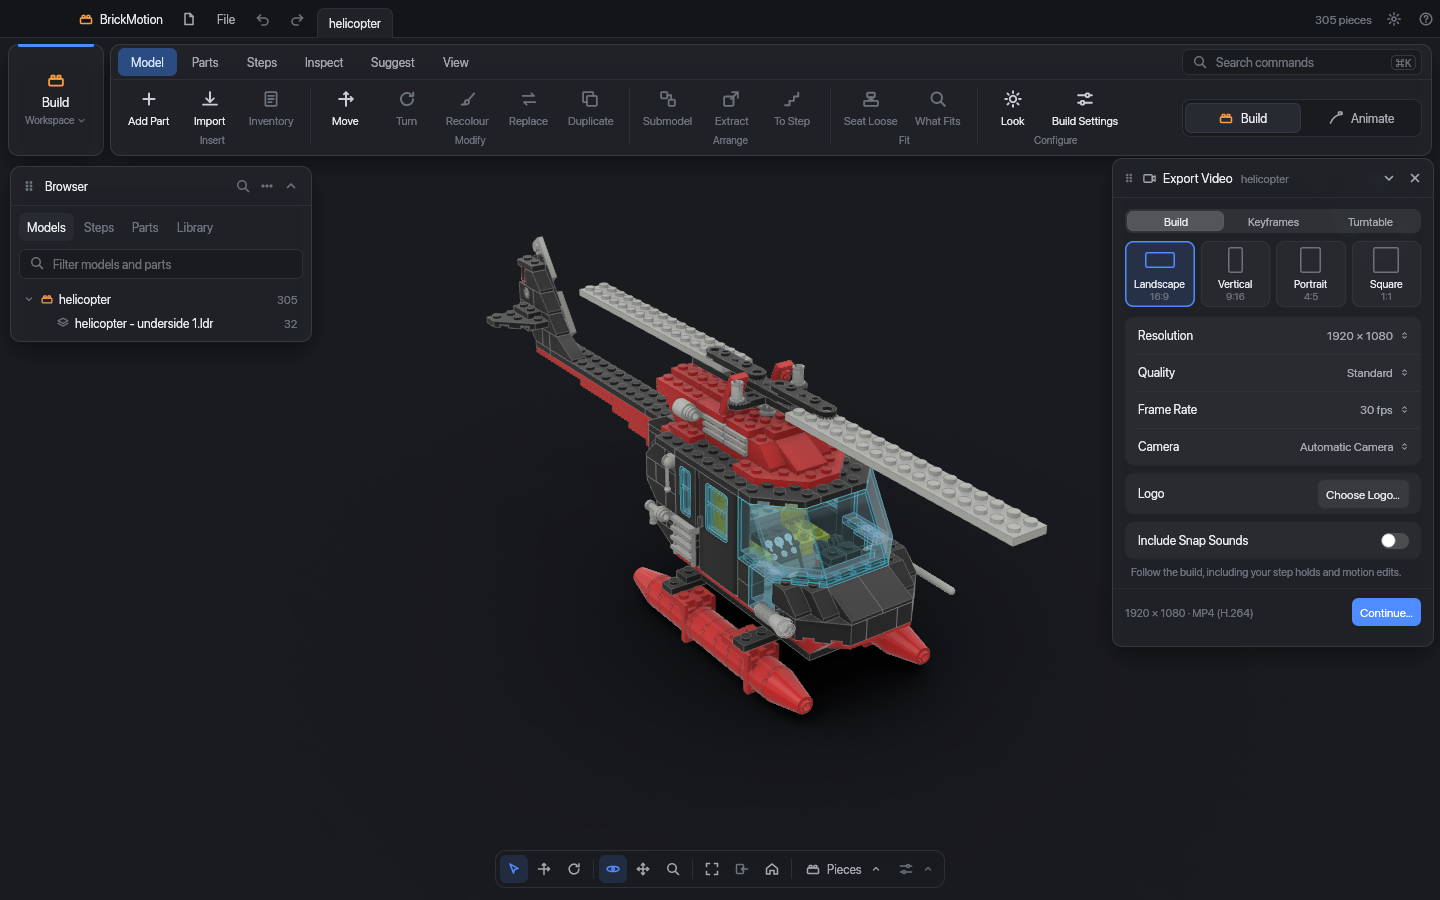 BrickMotion File helicopter 305 pieces
Model Parts Steps Inspect Suggest View Search commands ⌘K
Build
Workspace
Add Part Import Inventory Move Turn Recolour Replace Duplicate Submodel Extract To Step Seat Loose What Fits Look Build Settings Build Animate
Insert Modify Arrange Fit Configure
Browser
Models Steps Parts Library
Filter models and parts
helicopter 305
helicopter - underside 1.ldr 32
Export Video helicopter
Build Keyframes Turntable
Landscape Vertical Portrait Square
16:9 9:16 4:5 1:1
Resolution 1920 × 1080
Quality Standard
Frame Rate 30 fps
Camera Automatic Camera
Logo Choose Logo...
Include Snap Sounds
Follow the build, including your step holds and motion edits.
1920 × 1080 · MP4 (H.264) Continue...
Pieces